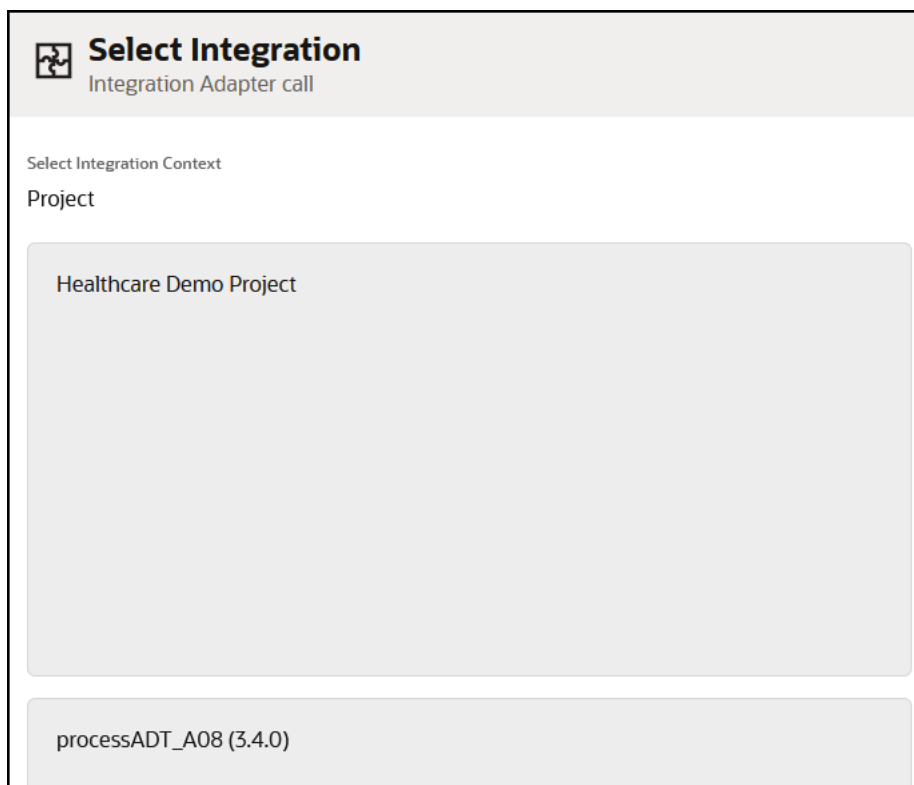 Select Integration
Integration Adapter call
Select Integration Context
Project
Healthcare Demo Project
processADT_A08 (3.4.0)